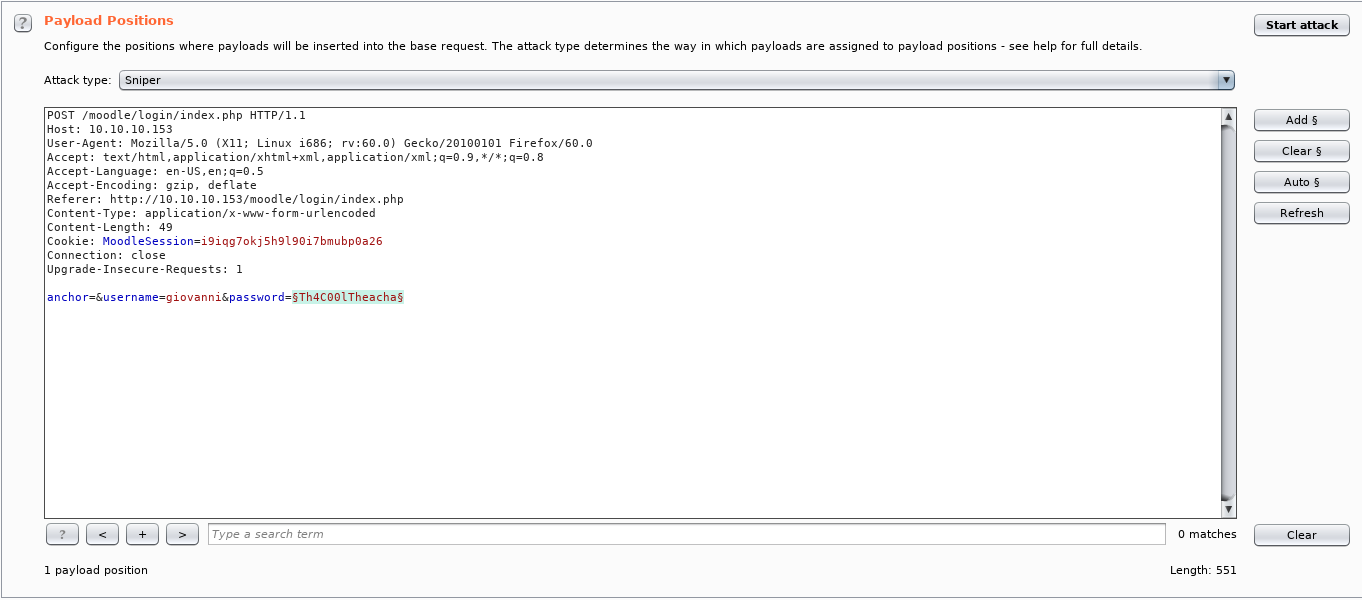 ? Payload Positions
Start attack
Configure the positions where payloads will be inserted into the base request. The attack type determines the way in which payloads are assigned to payload positions - see help for full details.
Attack type: Sniper
POST /moodle/login/index.php HTTP/1.1
Host: 10.10.10.153
User-Agent: Mozilla/5.0 (X11; Linux i686; rv:60.0) Gecko/20100101 Firefox/60.0
Accept: text/html,application/xhtml+xml,application/xml;q=0.9,*/*;q=0.8
Accept-Language: en-US,en;q=0.5
Accept-Encoding: gzip, deflate
Referer: http://10.10.10.153/moodle/login/index.php
Content-Type: application/x-www-form-urlencoded
Content-Length: 49
Cookie: MoodleSession=i9iqg7okj5h9l90i7bmubp0a26
Connection: close
Upgrade-Insecure-Requests: 1
anchor=&username=giovanni&password=§Th4C00lTheacha§
Add §
Clear §
Auto §
Refresh
? < + > Type a search term 0 matches Clear
1 payload position Length: 551